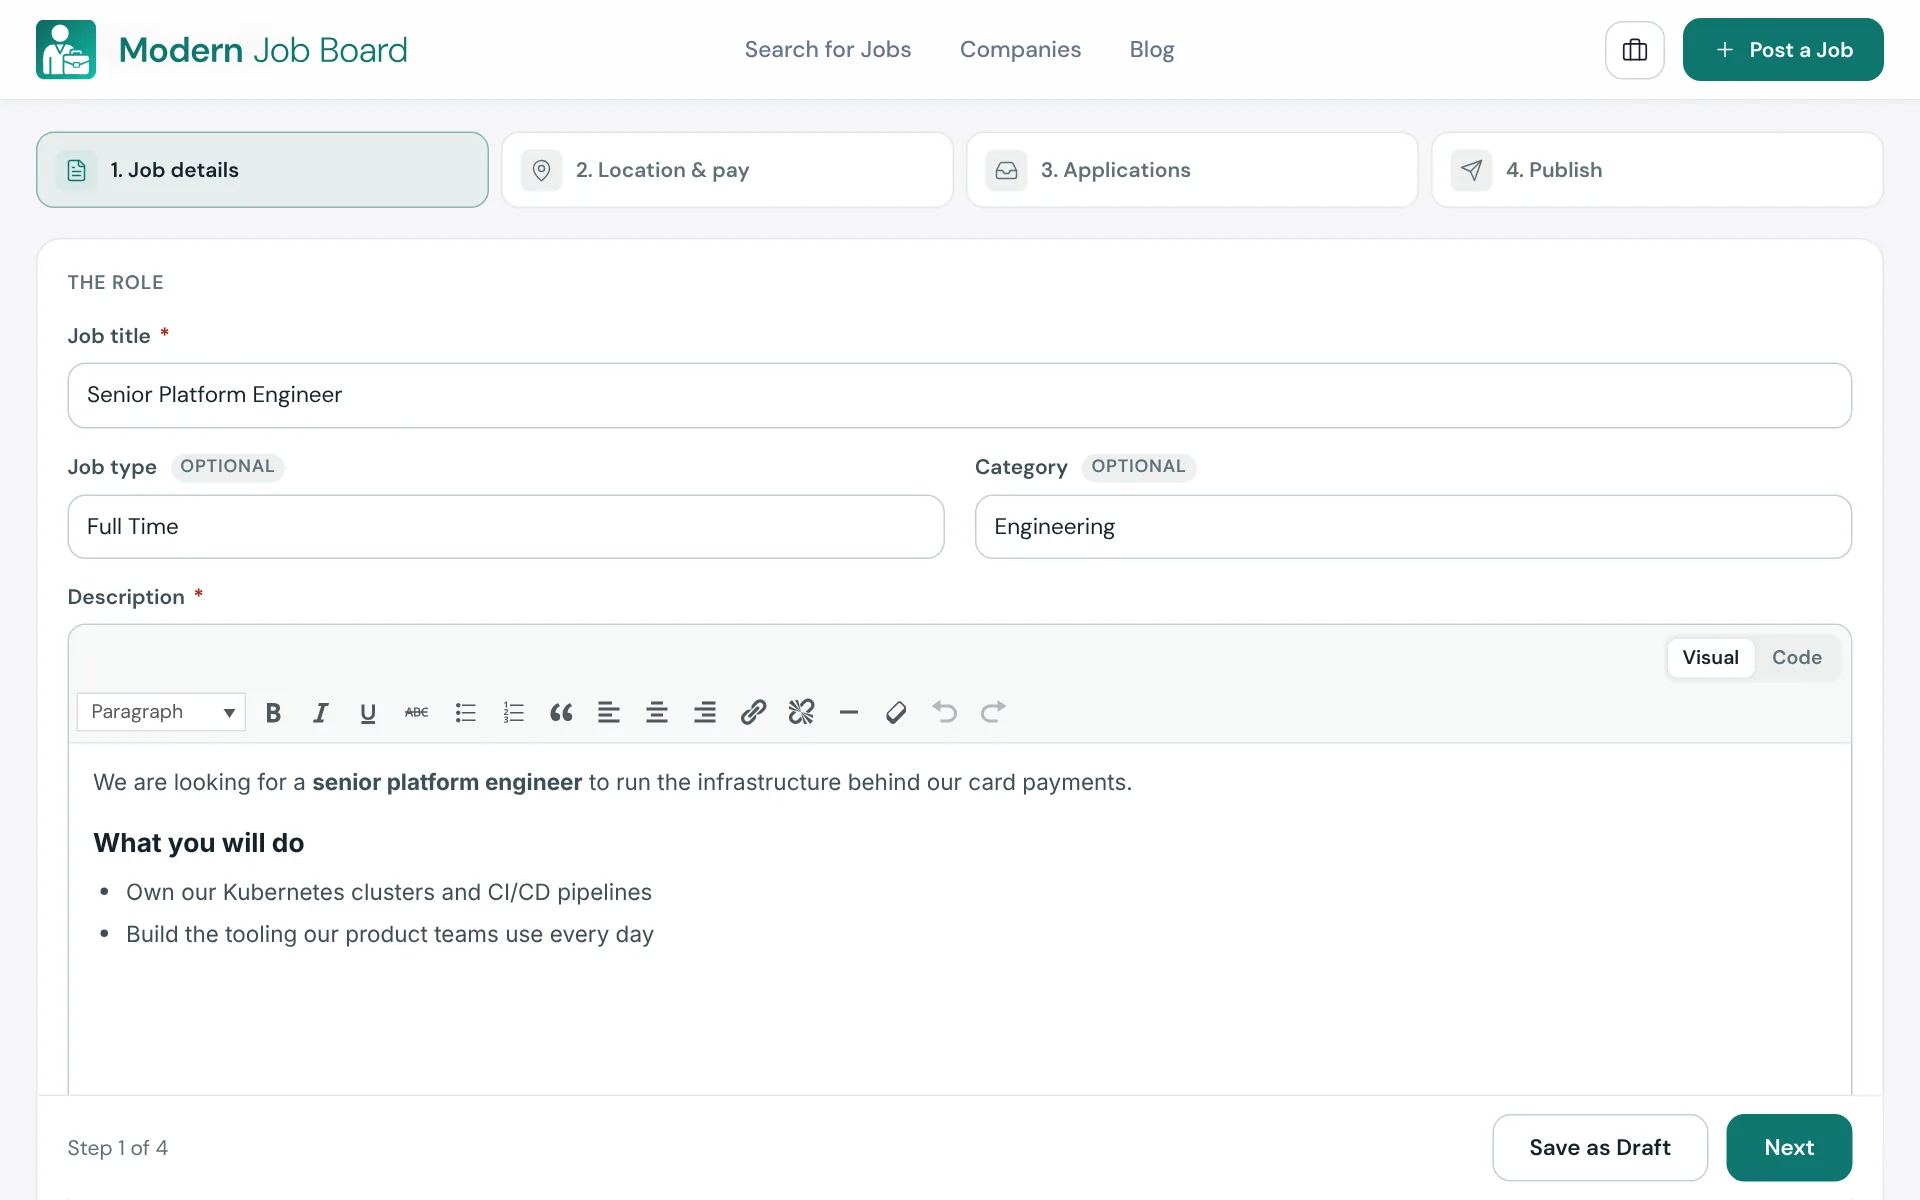 Modern Job Board
Search for Jobs
Companies
Blog
+ Post a Job
1. Job details
2. Location & pay
3. Applications
4. Publish
THE ROLE
Job title *
Senior Platform Engineer
Job type OPTIONAL
Full Time
Category OPTIONAL
Engineering
Description *
Visual Code
Paragraph
B I U ABC
We are looking for a senior platform engineer to run the infrastructure behind our card payments.
What you will do
• Own our Kubernetes clusters and CI/CD pipelines
• Build the tooling our product teams use every day
Step 1 of 4
Save as Draft
Next